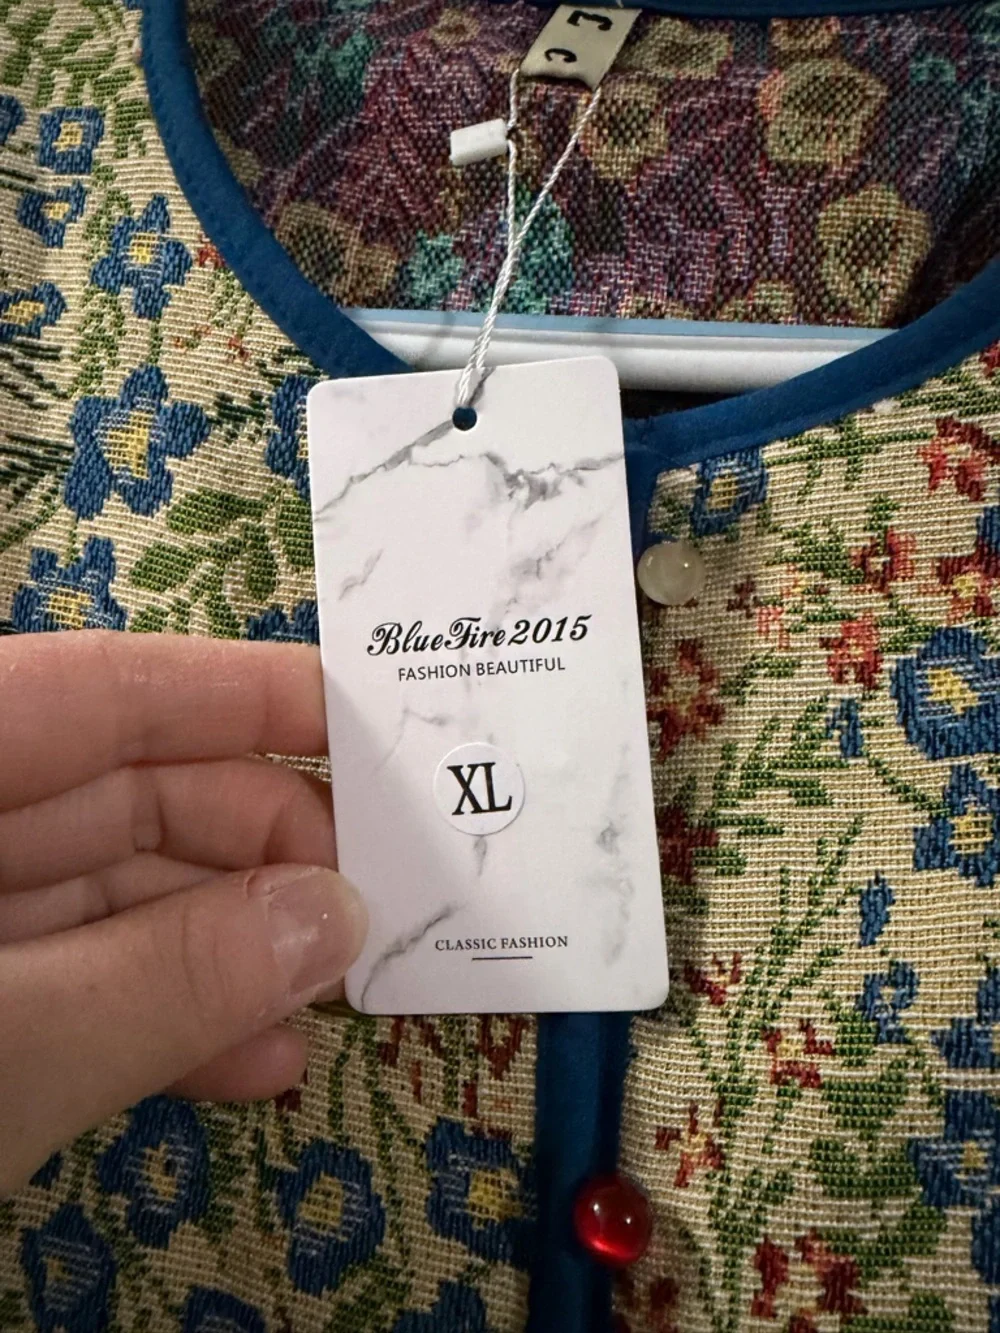 BlueFire2015
FASHION BEAUTIFUL
XL
CLASSIC FASHION